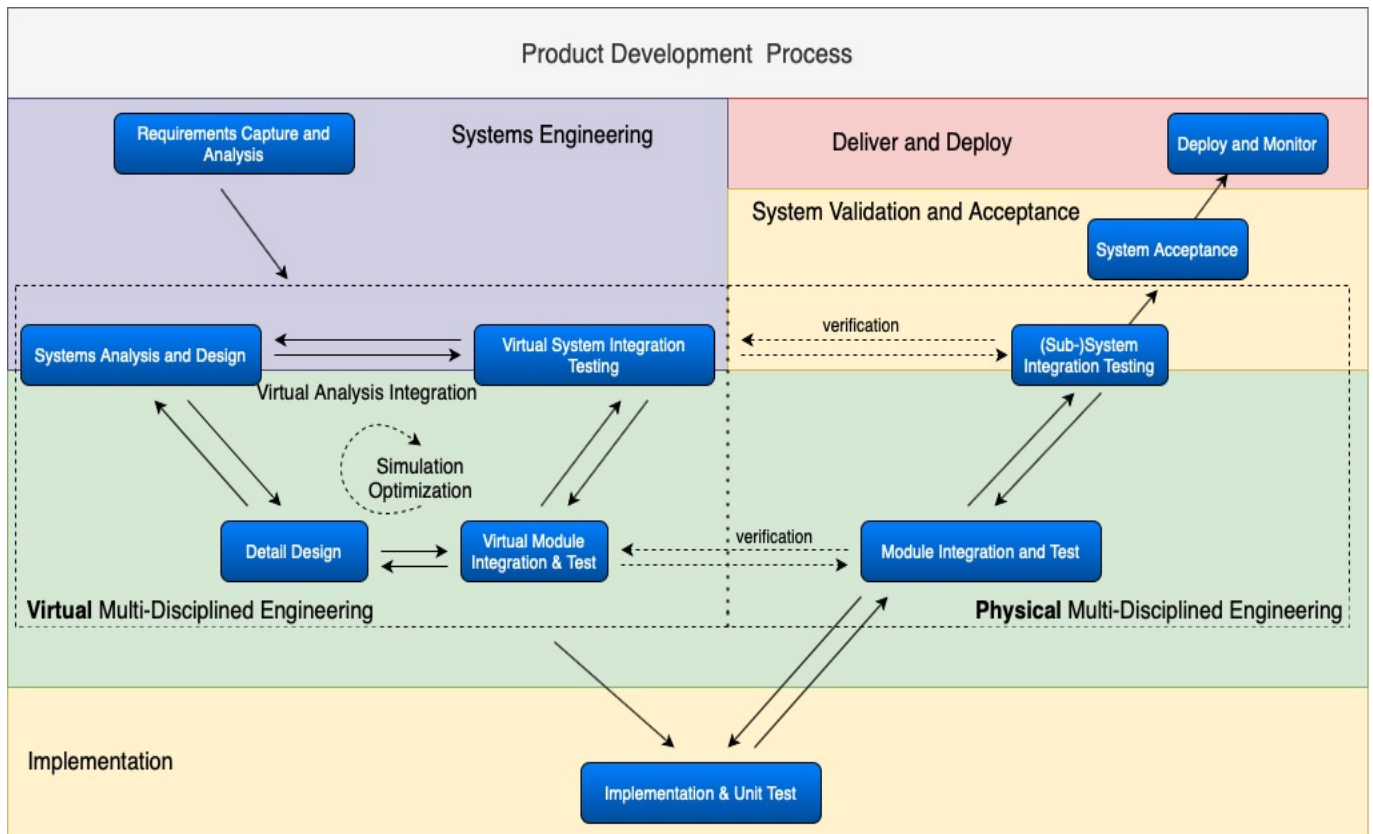 Product Development Process
Requirements Capture and
Analysis
Systems Engineering
Deliver and Deploy
Deploy and Monitor
System Validation and Acceptance
System Acceptance
Systems Analysis and Design
Virtual System Integration
Testing
verification
(Sub-)System
Integration Testing
Virtual Analysis Integration
Simulation
Optimization
Detail Design
Virtual Module
Integration & Test
verification
Module Integration and Test
Virtual Multi-Disciplined Engineering
Physical Multi-Disciplined Engineering
Implementation
Implementation & Unit Test